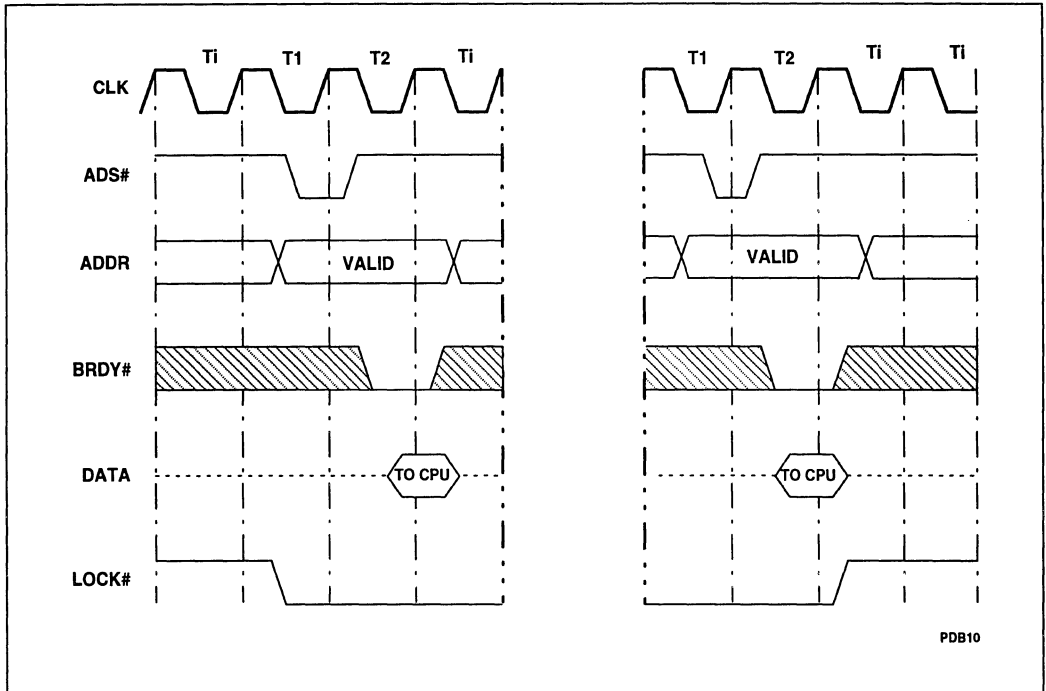 Ti T1 T2 Ti T1 T2 Ti Ti
CLK
ADS#
ADDR VALID VALID
BRDY#
DATA TO CPU TO CPU
LOCK#
PDB10